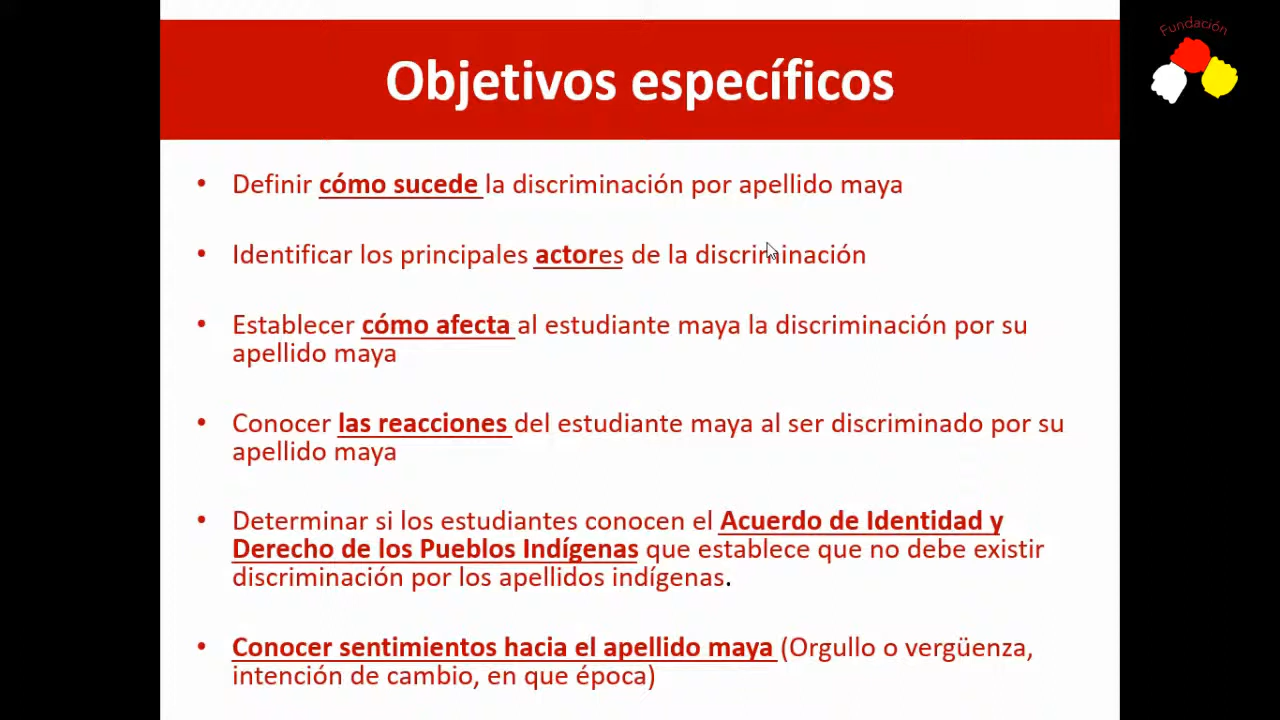 Fundación
Objetivos específicos
• Definir cómo sucede la discriminación por apellido maya
• Identificar los principales actores de la discriminación
• Establecer cómo afecta al estudiante maya la discriminación por su
apellido maya
• Conocer las reacciones del estudiante maya al ser discriminado por su
apellido maya
• Determinar si los estudiantes conocen el Acuerdo de Identidad y
Derecho de los Pueblos Indígenas que establece que no debe existir
discriminación por los apellidos indígenas.
• Conocer sentimientos hacia el apellido maya (Orgullo o vergüenza,
intención de cambio, en que época)